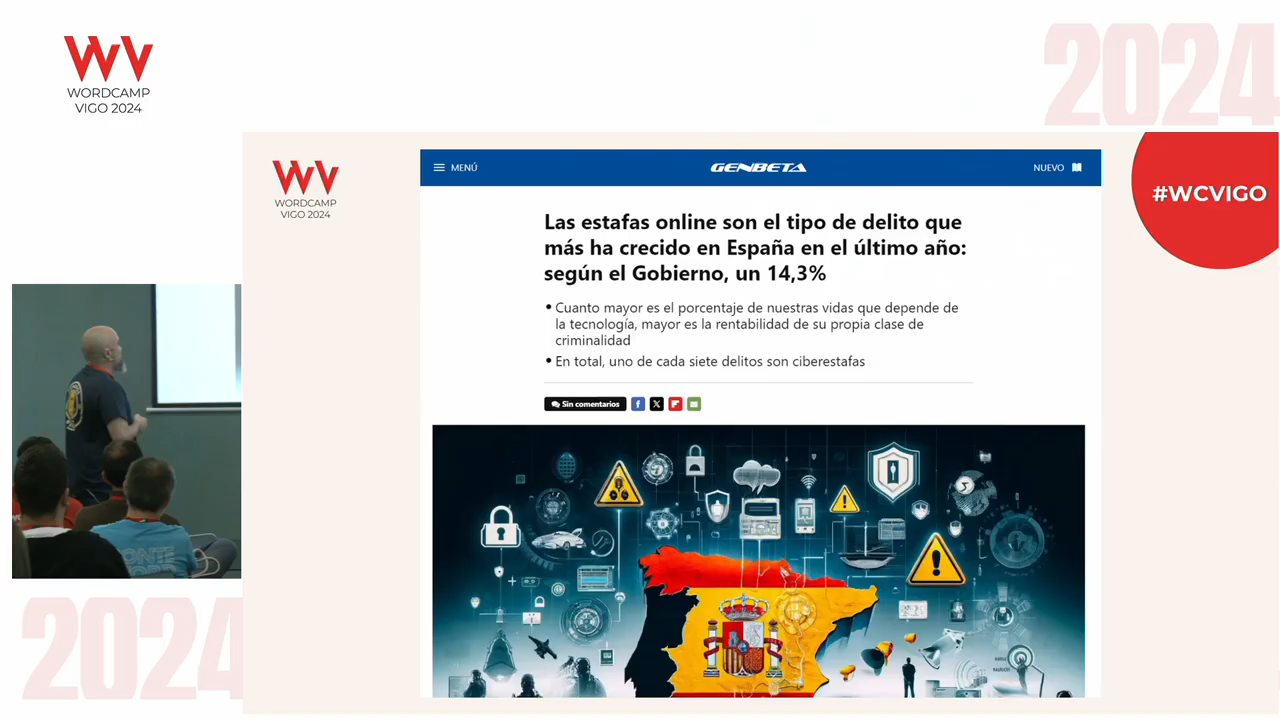 WORDCAMP
VIGO 2024
2024
WORDCAMP
VIGO 2024
MENÚ
GENBETA
NUEVO
#WCVIGO
Las estafas online son el tipo de delito que
más ha crecido en España en el último año:
según el Gobierno, un 14,3%
• Cuanto mayor es el porcentaje de nuestras vidas que depende de
la tecnología, mayor es la rentabilidad de su propia clase de
criminalidad
• En total, uno de cada siete delitos son ciberestafas
Sin comentarios
2024